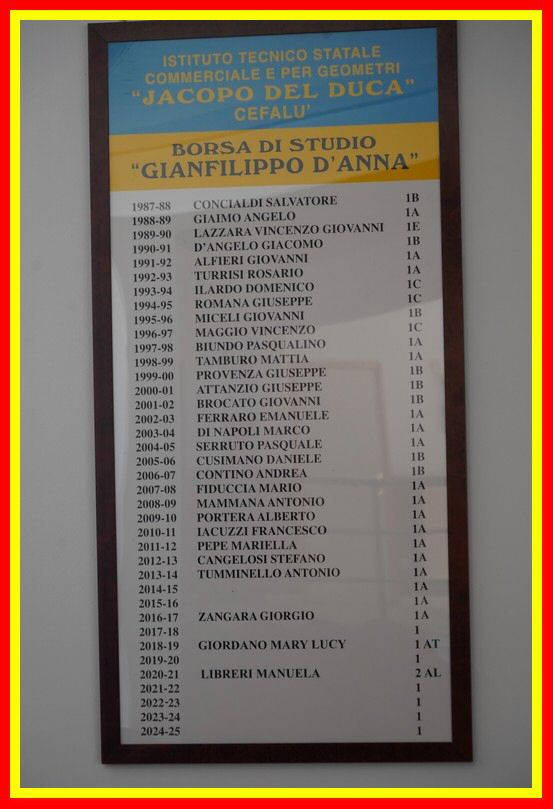 ISTITUTO TECNICO STATALE
COMMERCIALE E PER GEOMETRI
"JACOPO DEL DUCA"
CEFALU'
BORSA DI STUDIO
"GIANFILIPPO D'ANNA"
1987-88 CONCIALDI SALVATORE 1B
1988-89 GIAIMO ANGELO 1A
1989-90 LAZZARA VINCENZO GIOVANNI 1E
1990-91 D'ANGELO GIACOMO 1B
1991-92 ALFIERI GIOVANNI 1A
1992-93 TURRISI ROSARIO 1A
1993-94 ILARDO DOMENICO 1C
1994-95 ROMANA GIUSEPPE 1C
1995-96 MICELI GIOVANNI 1B
1996-97 MAGGIO VINCENZO 1C
1997-98 BIUNDO PASQUALINO 1A
1998-99 TAMBURO MATTIA 1A
1999-00 PROVENZA GIUSEPPE 1B
2000-01 ATTANZIO GIUSEPPE 1B
2001-02 BROCATO GIOVANNI 1B
2002-03 FERRARO EMANUELE 1A
2003-04 DI NAPOLI MARCO 1A
2004-05 SERRUTO PASQUALE 1A
2005-06 CUSIMANO DANIELE 1B
2006-07 CONTINO ANDREA 1B
2007-08 FIDUCCIA MARIO 1A
2008-09 MAMMANA ANTONIO 1A
2009-10 PORTERA ALBERTO 1A
2010-11 IACUZZI FRANCESCO 1A
2011-12 PEPE MARIELLA 1A
2012-13 CANGELOSI STEFANO 1A
2013-14 TUMMINELLO ANTONIO 1A
2014-15 1A
2015-16 1A
2016-17 ZANGARA GIORGIO 1A
2017-18 1
2018-19 GIORDANO MARY LUCY 1 AT
2019-20 1
2020-21 LIBRERI MANUELA 2 AL
2021-22 1
2022-23 1
2023-24 1
2024-25 1